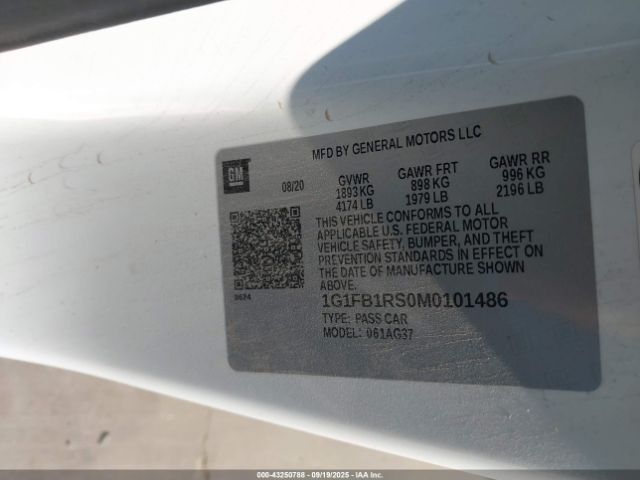 MFD BY GENERAL MOTORS LLC
GM
08/20
GVWR GAWR FRT GAWR RR
1893 KG 898 KG 996 KG
4174 LB 1979 LB 2196 LB
THIS VEHICLE CONFORMS TO ALL
APPLICABLE U.S. FEDERAL MOTOR
VEHICLE SAFETY, BUMPER, AND THEFT
PREVENTION STANDARDS IN EFFECT ON
THE DATE OF MANUFACTURE SHOWN
ABOVE.
1G1FB1RS0M0101486
TYPE: PASS CAR
MODEL: 061AG37
000-43250788 - 09/19/2025 - COPYRIGHT IAA, Inc.